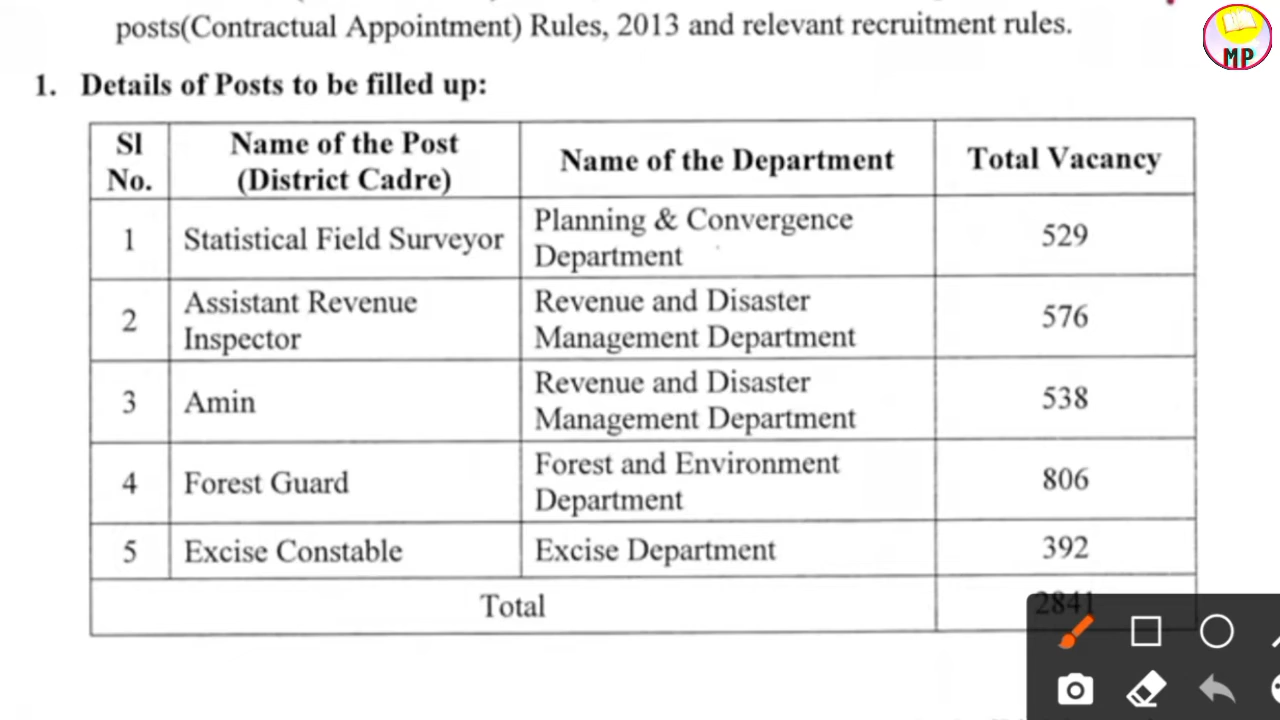 posts(Contractual Appointment) Rules, 2013 and relevant recruitment rules.
MP
1. Details of Posts to be filled up:
Sl No. Name of the Post (District Cadre) Name of the Department Total Vacancy
1 Statistical Field Surveyor Planning & Convergence Department 529
2 Assistant Revenue Inspector Revenue and Disaster Management Department 576
3 Amin Revenue and Disaster Management Department 538
4 Forest Guard Forest and Environment Department 806
5 Excise Constable Excise Department 392
Total 2841